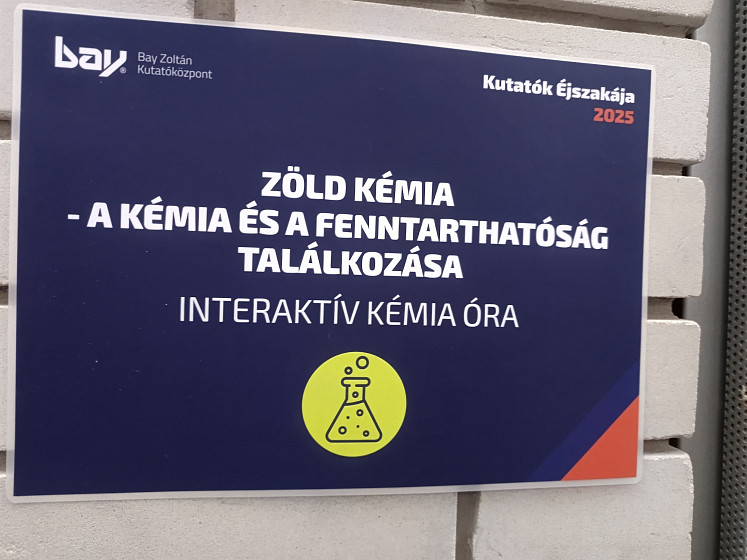 bay®
Bay Zoltán
Kutatóközpont
Kutatók Éjszakája
2025
ZÖLD KÉMIA
- A KÉMIA ÉS A FENNTARTHATÓSÁG
TALÁLKOZÁSA
INTERAKTÍV KÉMIA ÓRA